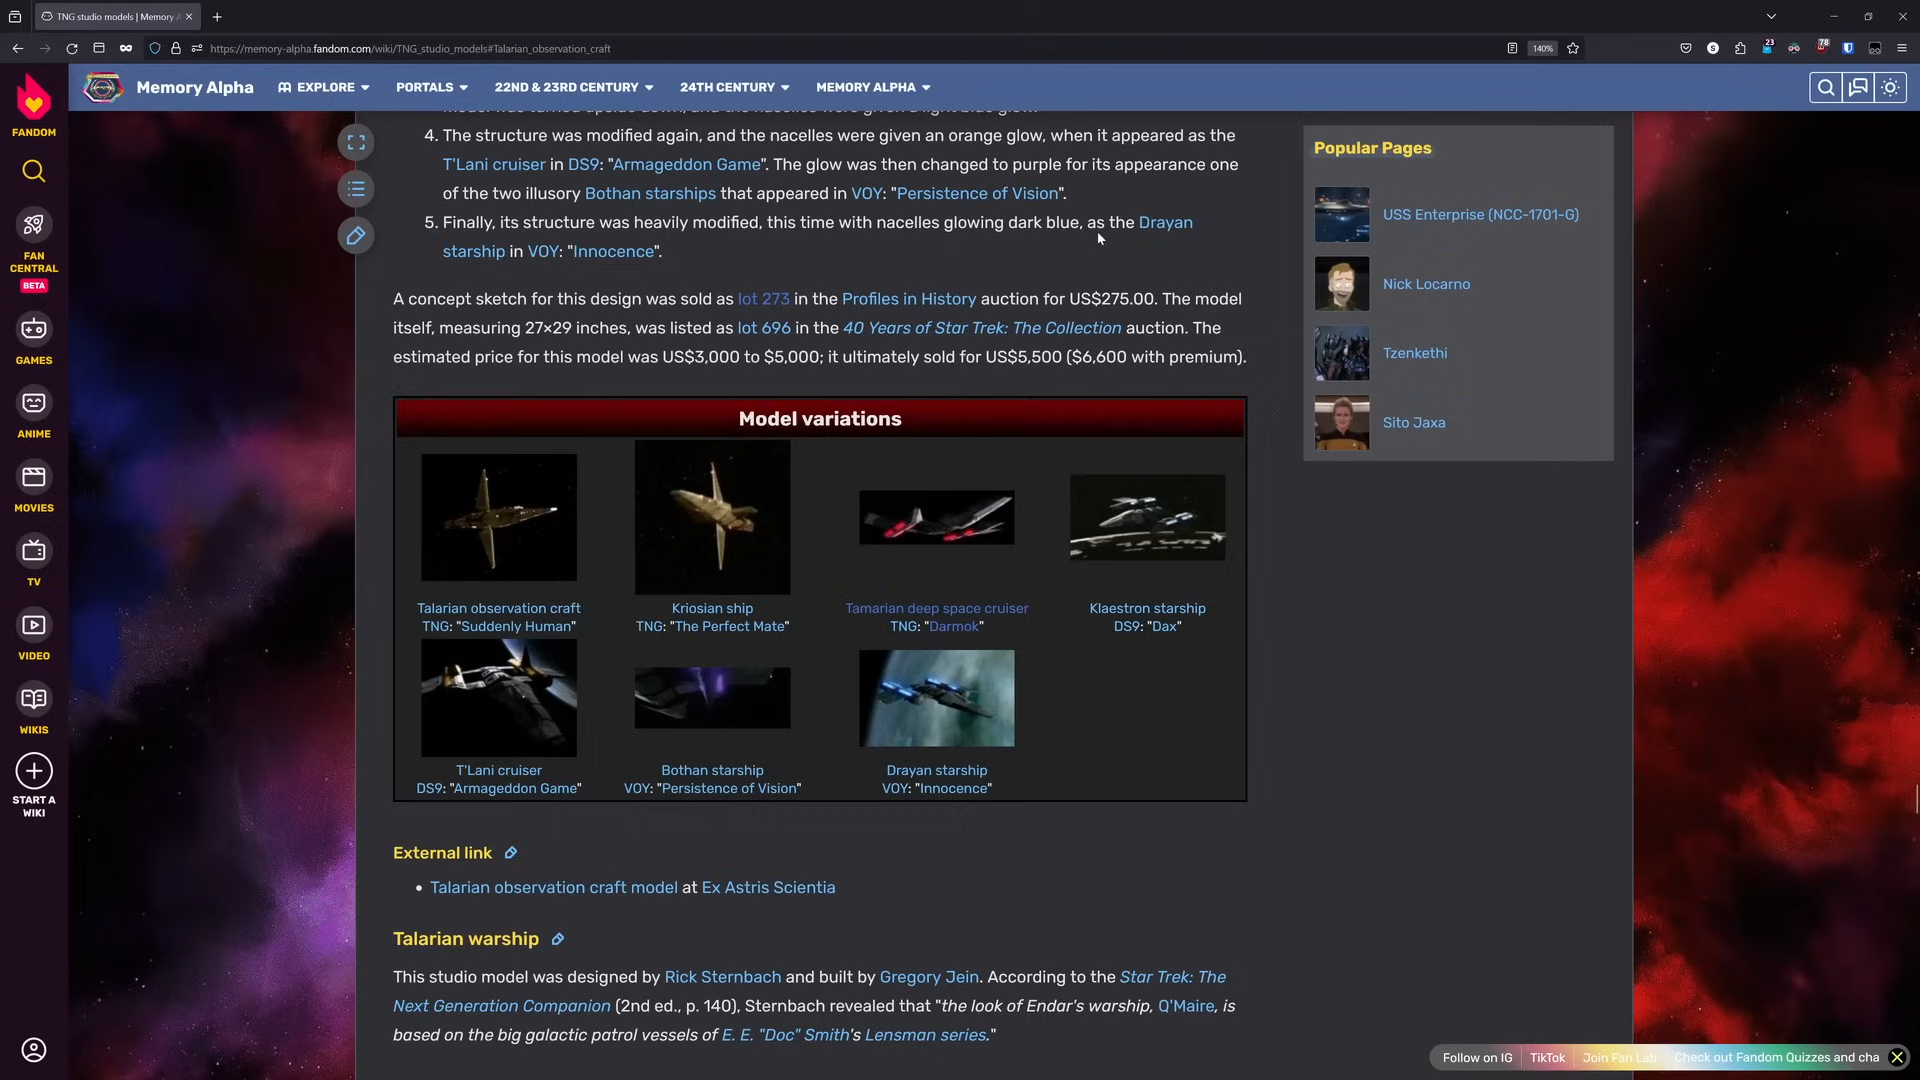 TNG studio models | Memory A
https://memory-alpha.fandom.com/wiki/TNG_studio_models#Talarian_observation_craft
140%
23
78
FANDOM
FAN CENTRAL
BETA
GAMES
ANIME
MOVIES
TV
VIDEO
WIKIS
START A WIKI
Memory Alpha
EXPLORE
PORTALS
22ND & 23RD CENTURY
24TH CENTURY
MEMORY ALPHA
4. The structure was modified again, and the nacelles were given an orange glow, when it appeared as the
T'Lani cruiser in DS9: "Armageddon Game". The glow was then changed to purple for its appearance one
of the two illusory Bothan starships that appeared in VOY: "Persistence of Vision".
5. Finally, its structure was heavily modified, this time with nacelles glowing dark blue, as the Drayan
starship in VOY: "Innocence".
A concept sketch for this design was sold as lot 273 in the Profiles in History auction for US$275.00. The model
itself, measuring 27×29 inches, was listed as lot 696 in the 40 Years of Star Trek: The Collection auction. The
estimated price for this model was US$3,000 to $5,000; it ultimately sold for US$5,500 ($6,600 with premium).
Model variations
Talarian observation craft
TNG: "Suddenly Human"
Kriosian ship
TNG: "The Perfect Mate"
Tamarian deep space cruiser
TNG: "Darmok"
Klaestron starship
DS9: "Dax"
T'Lani cruiser
DS9: "Armageddon Game"
Bothan starship
VOY: "Persistence of Vision"
Drayan starship
VOY: "Innocence"
External link
• Talarian observation craft model at Ex Astris Scientia
Talarian warship
This studio model was designed by Rick Sternbach and built by Gregory Jein. According to the Star Trek: The
Next Generation Companion (2nd ed., p. 140), Sternbach revealed that "the look of Endar's warship, Q'Maire, is
based on the big galactic patrol vessels of E. E. "Doc" Smith's Lensman series."
Popular Pages
USS Enterprise (NCC-1701-G)
Nick Locarno
Tzenkethi
Sito Jaxa
Follow on IG
TikTok
Join Fan Lab
Check out Fandom Quizzes and cha